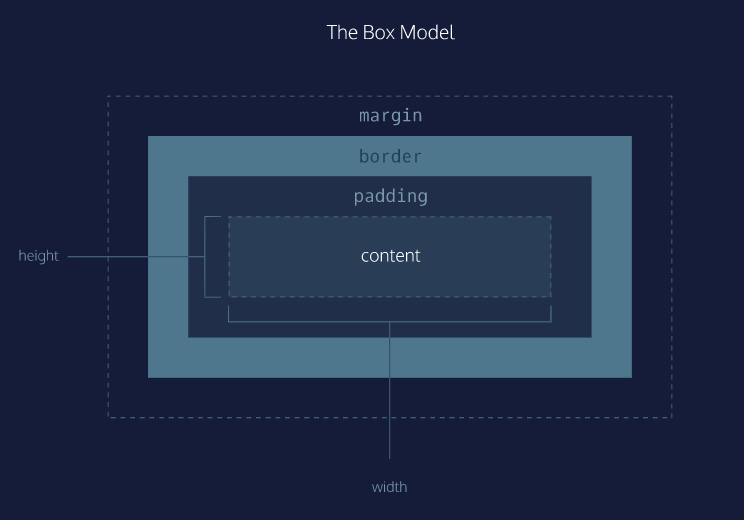 The Box Model
margin
border
padding
content
height
width